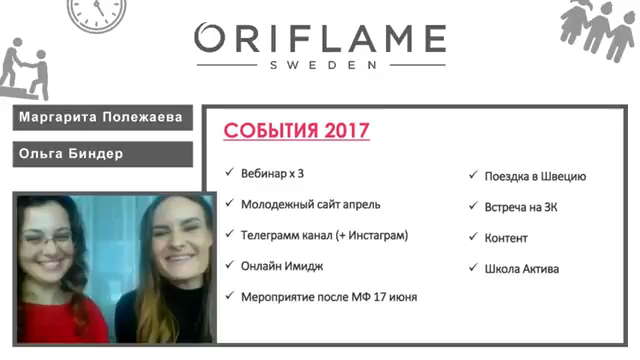 ORIFLAME
SWEDEN
Маргарита Полежаева
Ольга Биндер
СОБЫТИЯ 2017
✓ Вебинар х 3
✓ Молодежный сайт апрель
✓ Телеграмм канал (+ Инстаграм)
✓ Онлайн Имидж
✓ Мероприятие после МФ 17 июня
✓ Поездка в Швецию
✓ Встреча на ЗК
✓ Контент
✓ Школа Актива